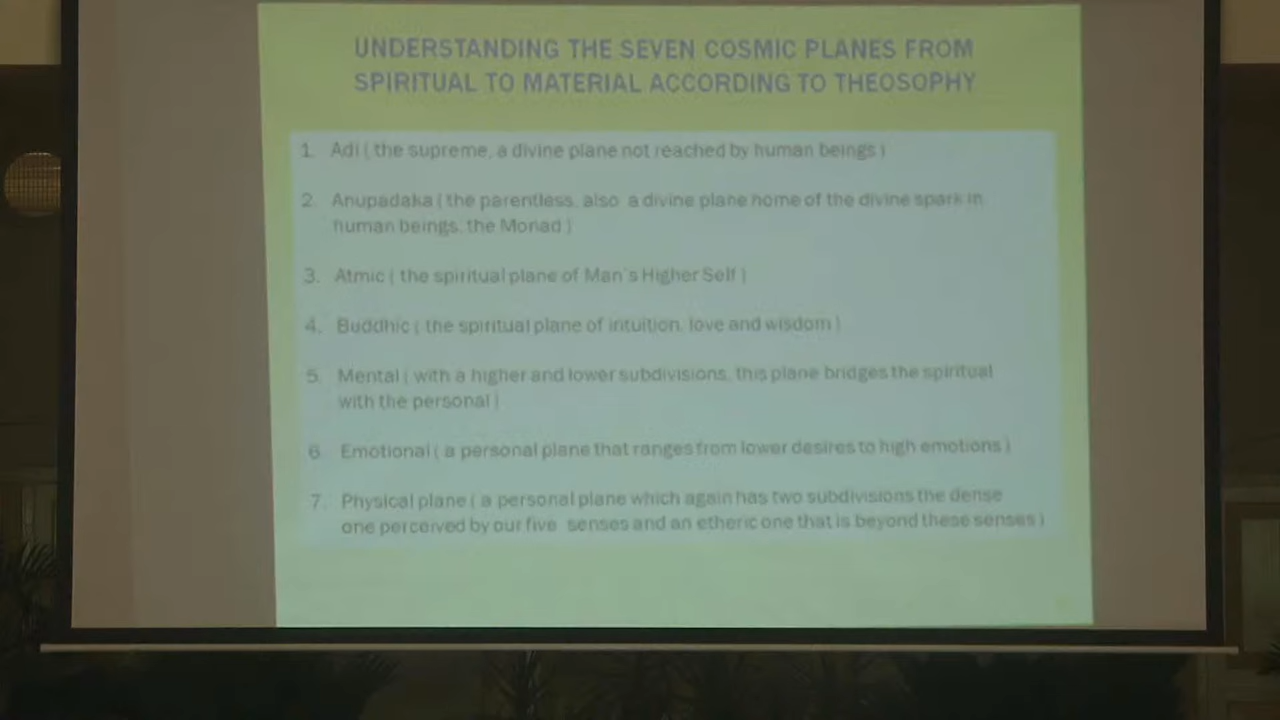 UNDERSTANDING THE SEVEN COSMIC PLANES FROM
SPIRITUAL TO MATERIAL ACCORDING TO THEOSOPHY
1. Adi ( the supreme, a divine plane not reached by human beings )
2. Anupadaka ( the parentless, also a divine plane home of the divine spark in
human beings, the Monad )
3. Atmic ( the spiritual plane of Man's Higher Self )
4. Buddhic ( the spiritual plane of intuition, love and wisdom )
5. Mental ( with a higher and lower subdivisions, this plane bridges the spiritual
with the personal )
6. Emotional ( a personal plane that ranges from lower desires to high emotions )
7. Physical plane ( a personal plane which again has two subdivisions the dense
one perceived by our five senses and an etheric one that is beyond these senses )